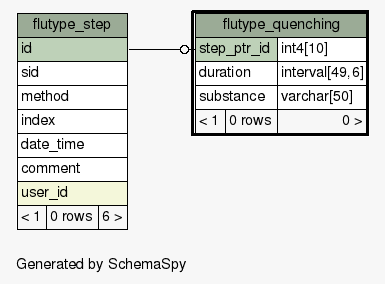 flutype_step
id
sid
method
index
date_time
comment
user_id
< 1 0 rows 6 >
flutype_quenching
step_ptr_id int4[10]
duration interval[49,6]
substance varchar[50]
< 1 0 rows 0 >
Generated by SchemaSpy